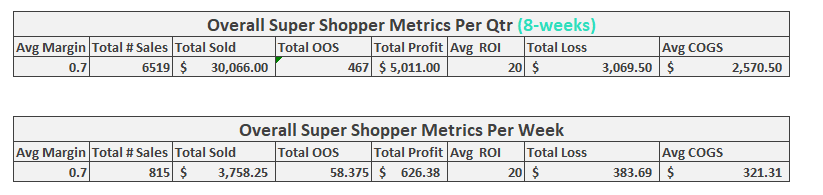 Overall Super Shopper Metrics Per Qtr (8-weeks)
Avg Margin Total # Sales Total Sold Total OOS Total Profit Avg ROI Total Loss Avg COGS
0.7 6519 $ 30,066.00 467 $ 5,011.00 20 $ 3,069.50 $ 2,570.50
Overall Super Shopper Metrics Per Week
Avg Margin Total # Sales Total Sold Total OOS Total Profit Avg ROI Total Loss Avg COGS
0.7 815 $ 3,758.25 58.375 $ 626.38 20 $ 383.69 $ 321.31